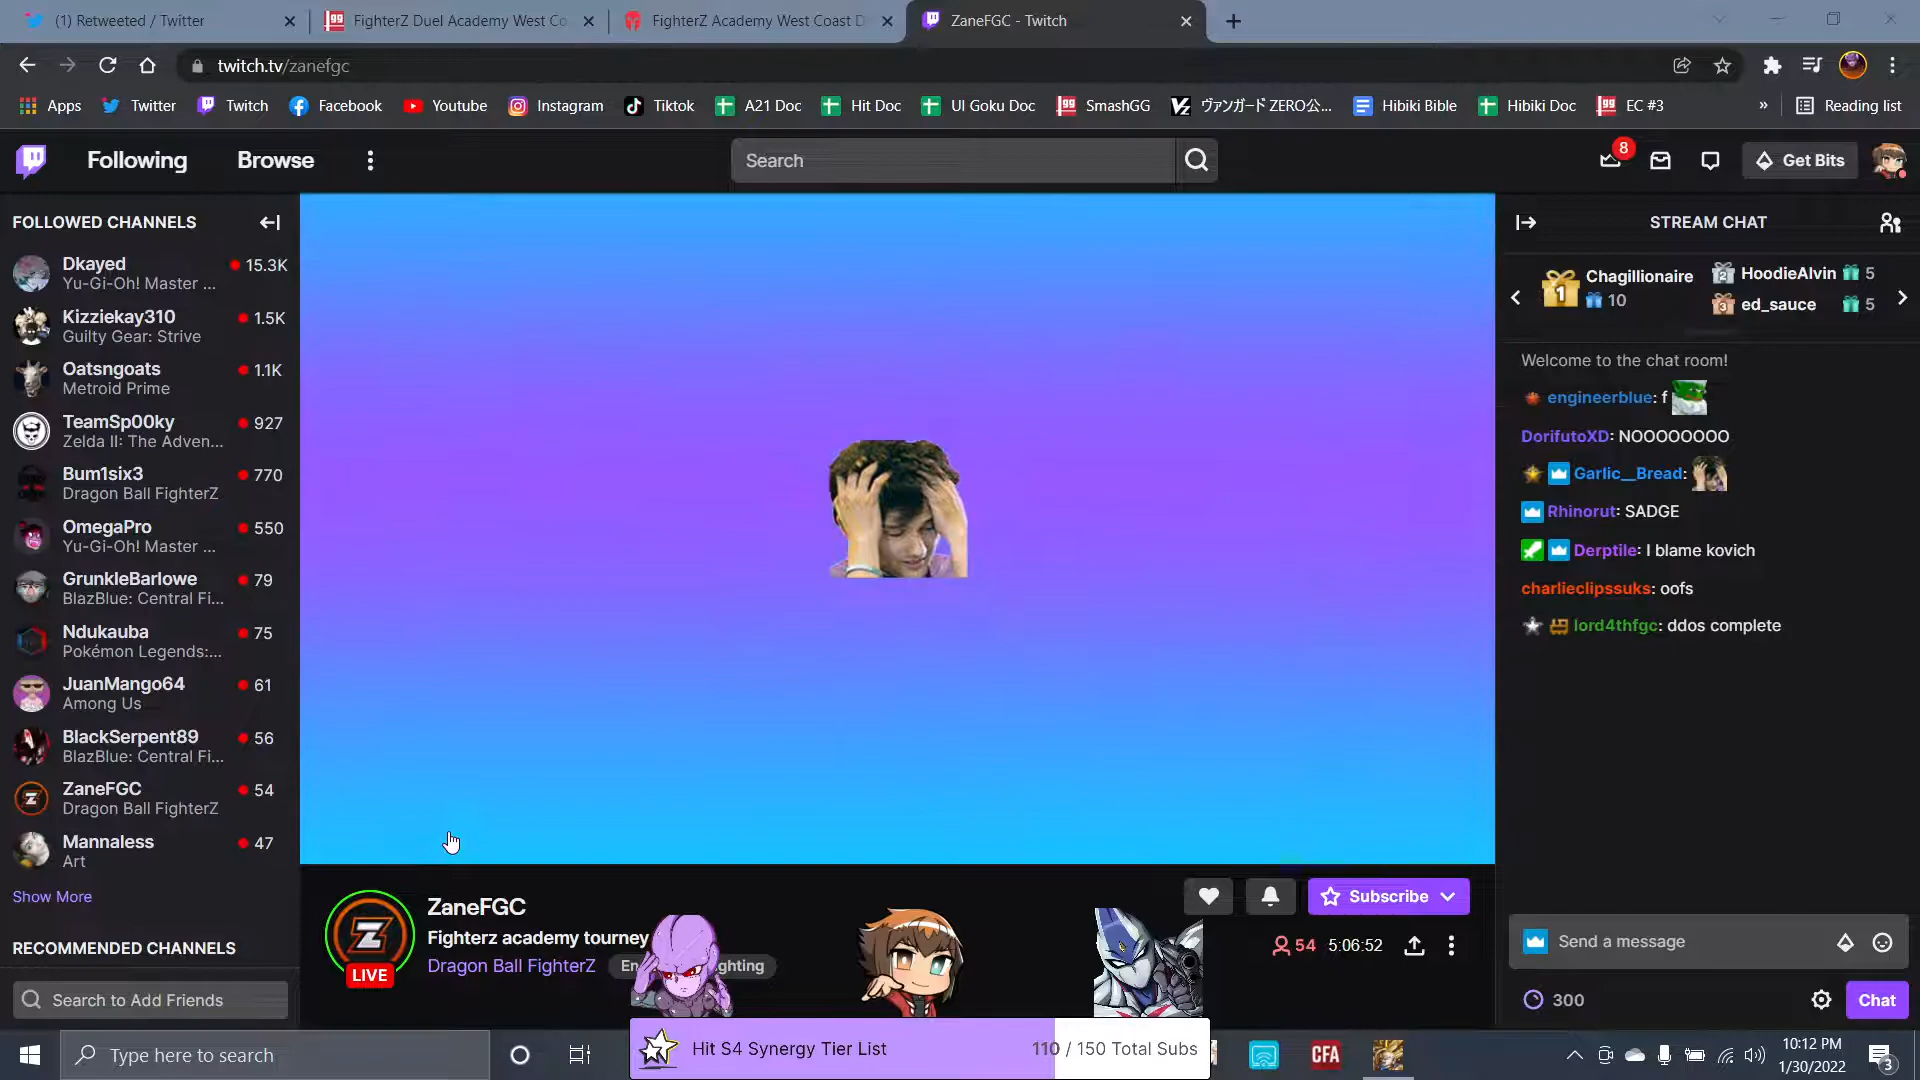 (1) Retweeted / Twitter
FighterZ Duel Academy West Co
FighterZ Academy West Coast D
ZaneFGC - Twitch
twitch.tv/zanefgc
Apps
Twitter
Twitch
Facebook
Youtube
Instagram
Tiktok
A21 Doc
Hit Doc
UI Goku Doc
SmashGG
ヴァンガード ZERO公...
Hibiki Bible
Hibiki Doc
EC #3
»
Reading list
Following
Browse
Search
8
Get Bits
FOLLOWED CHANNELS
Dkayed
15.3K
Yu-Gi-Oh! Master ...
Kizziekay310
1.5K
Guilty Gear: Strive
Oatsngoats
1.1K
Metroid Prime
TeamSp00ky
927
Zelda II: The Adven...
Bum1six3
770
Dragon Ball FighterZ
OmegaPro
550
Yu-Gi-Oh! Master ...
GrunkleBarlowe
79
BlazBlue: Central Fi...
Ndukauba
75
Pokémon Legends:...
JuanMango64
61
Among Us
BlackSerpent89
56
BlazBlue: Central Fi...
ZaneFGC
54
Dragon Ball FighterZ
Mannaless
47
Art
Show More
RECOMMENDED CHANNELS
Search to Add Friends
ZaneFGC
Fighterz academy tourney
Dragon Ball FighterZ
LIVE
Subscribe
54
5:06:52
STREAM CHAT
1
Chagillionaire
10
2
HoodieAlvin
5
3
ed_sauce
5
Welcome to the chat room!
engineerblue: f
DorifutoXD: NOOOOOOOO
Garlic__Bread:
Rhinorut: SADGE
Derptile: I blame kovich
charlieclipssuks: oofs
lord4thfgc: ddos complete
Send a message
300
Chat
Type here to search
Hit S4 Synergy Tier List
110 / 150 Total Subs
CFA
10:12 PM
1/30/2022
3